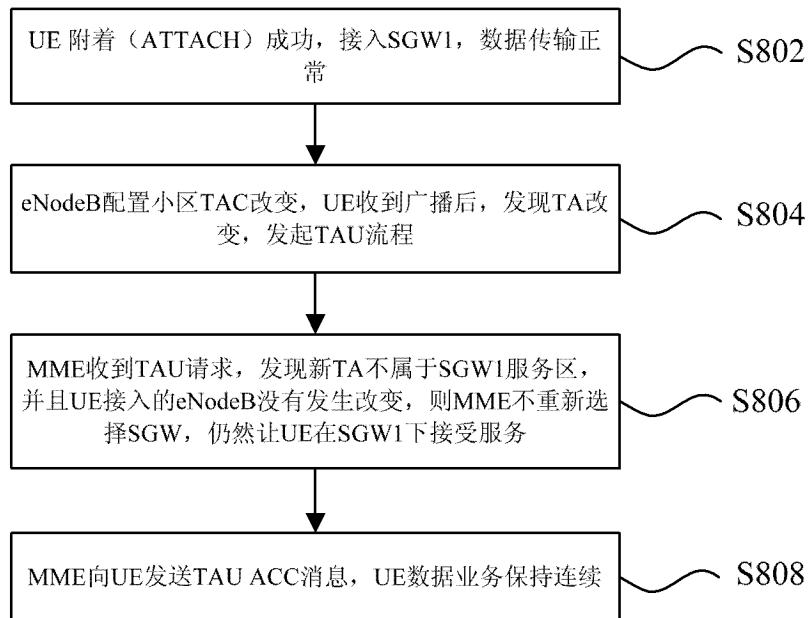 UE 附着（ATTACH）成功，接入SGW1，数据传输正
常
S802
eNodeB配置小区TAC改变，UE收到广播后，发现TA改
变，发起TAU流程
S804
MME收到TAU请求，发现新TA不属于SGW1服务区，
并且UE接入的eNodeB没有发生改变，则MME不重新选
择SGW，仍然让UE在SGW1下接受服务
S806
MME向UE发送TAU ACC消息，UE数据业务保持连续
S808